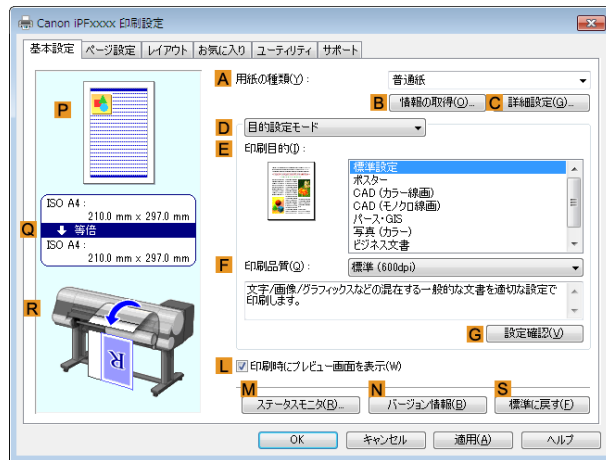 Canon iPFxxxx 印刷設定
基本設定 ページ設定 レイアウト お気に入り ユーティリティ サポート
P
A 用紙の種類(Y): 普通紙
B 情報の取得(O)... C 詳細設定(G)...
D 目的設定モード
E 印刷目的(I):
標準設定
ポスター
CAD (カラー線画)
CAD (モノクロ線画)
パース・GIS
写真 (カラー)
ビジネス文書
Q
ISO A4 :
210.0 mm x 297.0 mm
等倍
ISO A4 :
210.0 mm x 297.0 mm
F 印刷品質(Q): 標準 (600dpi)
文字/画像/グラフィックスなどの混在する一般的な文書を適切な設定で
印刷します。
R
R
G 設定確認(V)
L 印刷時にプレビュー画面を表示(W)
M ステータスモニタ(R)... N バージョン情報(B) S 標準に戻す(F)
OK キャンセル 適用(A) ヘルプ